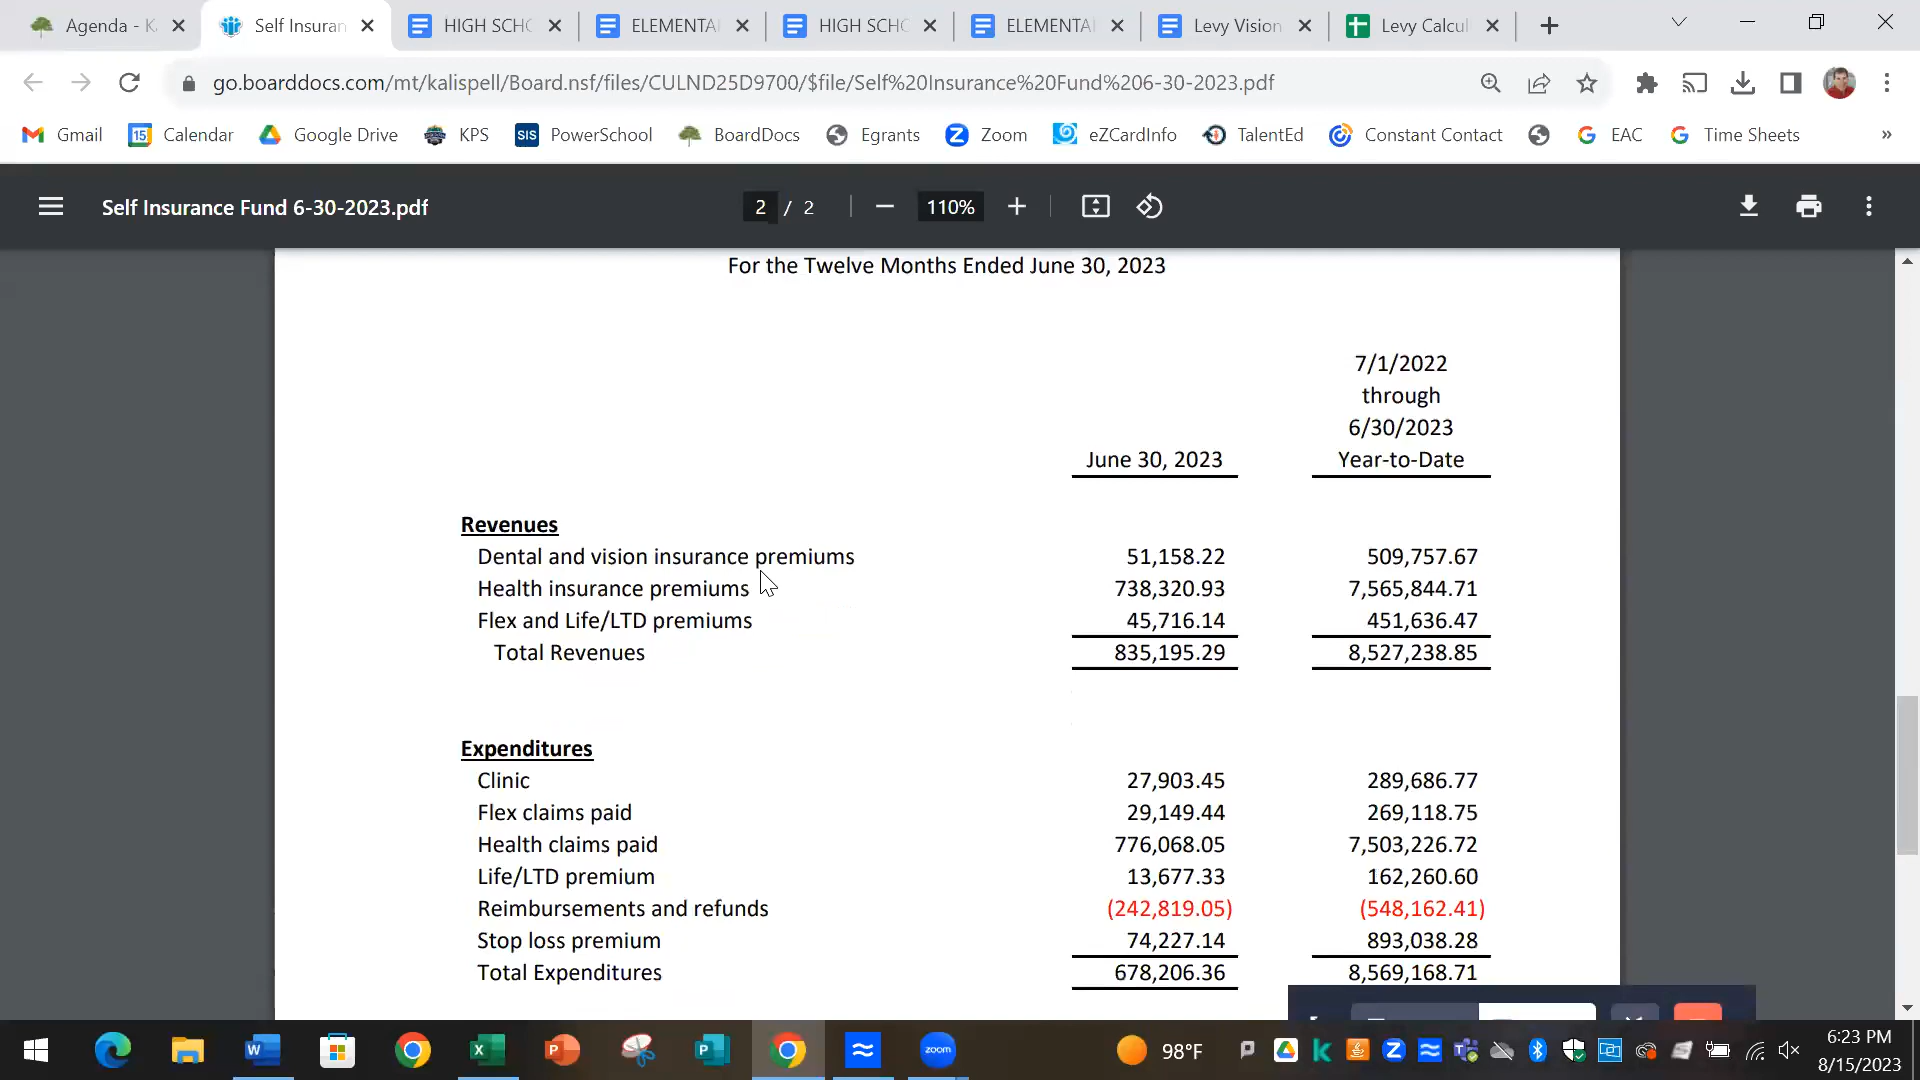 Agenda - K
Self Insuran
HIGH SCHO
ELEMENTA
HIGH SCHO
ELEMENTA
Levy Vision
Levy Calcul
go.boarddocs.com/mt/kalispell/Board.nsf/files/CULND25D9700/$file/Self%20Insurance%20Fund%206-30-2023.pdf
Gmail
Calendar
Google Drive
KPS
PowerSchool
BoardDocs
Egrants
Zoom
eZCardInfo
TalentEd
Constant Contact
EAC
Time Sheets
»
Self Insurance Fund 6-30-2023.pdf
2 / 2
110%
For the Twelve Months Ended June 30, 2023
7/1/2022
through
6/30/2023
June 30, 2023 Year-to-Date
Revenues
Dental and vision insurance premiums 51,158.22 509,757.67
Health insurance premiums 738,320.93 7,565,844.71
Flex and Life/LTD premiums 45,716.14 451,636.47
Total Revenues 835,195.29 8,527,238.85
Expenditures
Clinic 27,903.45 289,686.77
Flex claims paid 29,149.44 269,118.75
Health claims paid 776,068.05 7,503,226.72
Life/LTD premium 13,677.33 162,260.60
Reimbursements and refunds (242,819.05) (548,162.41)
Stop loss premium 74,227.14 893,038.28
Total Expenditures 678,206.36 8,569,168.71
98°F
6:23 PM
8/15/2023